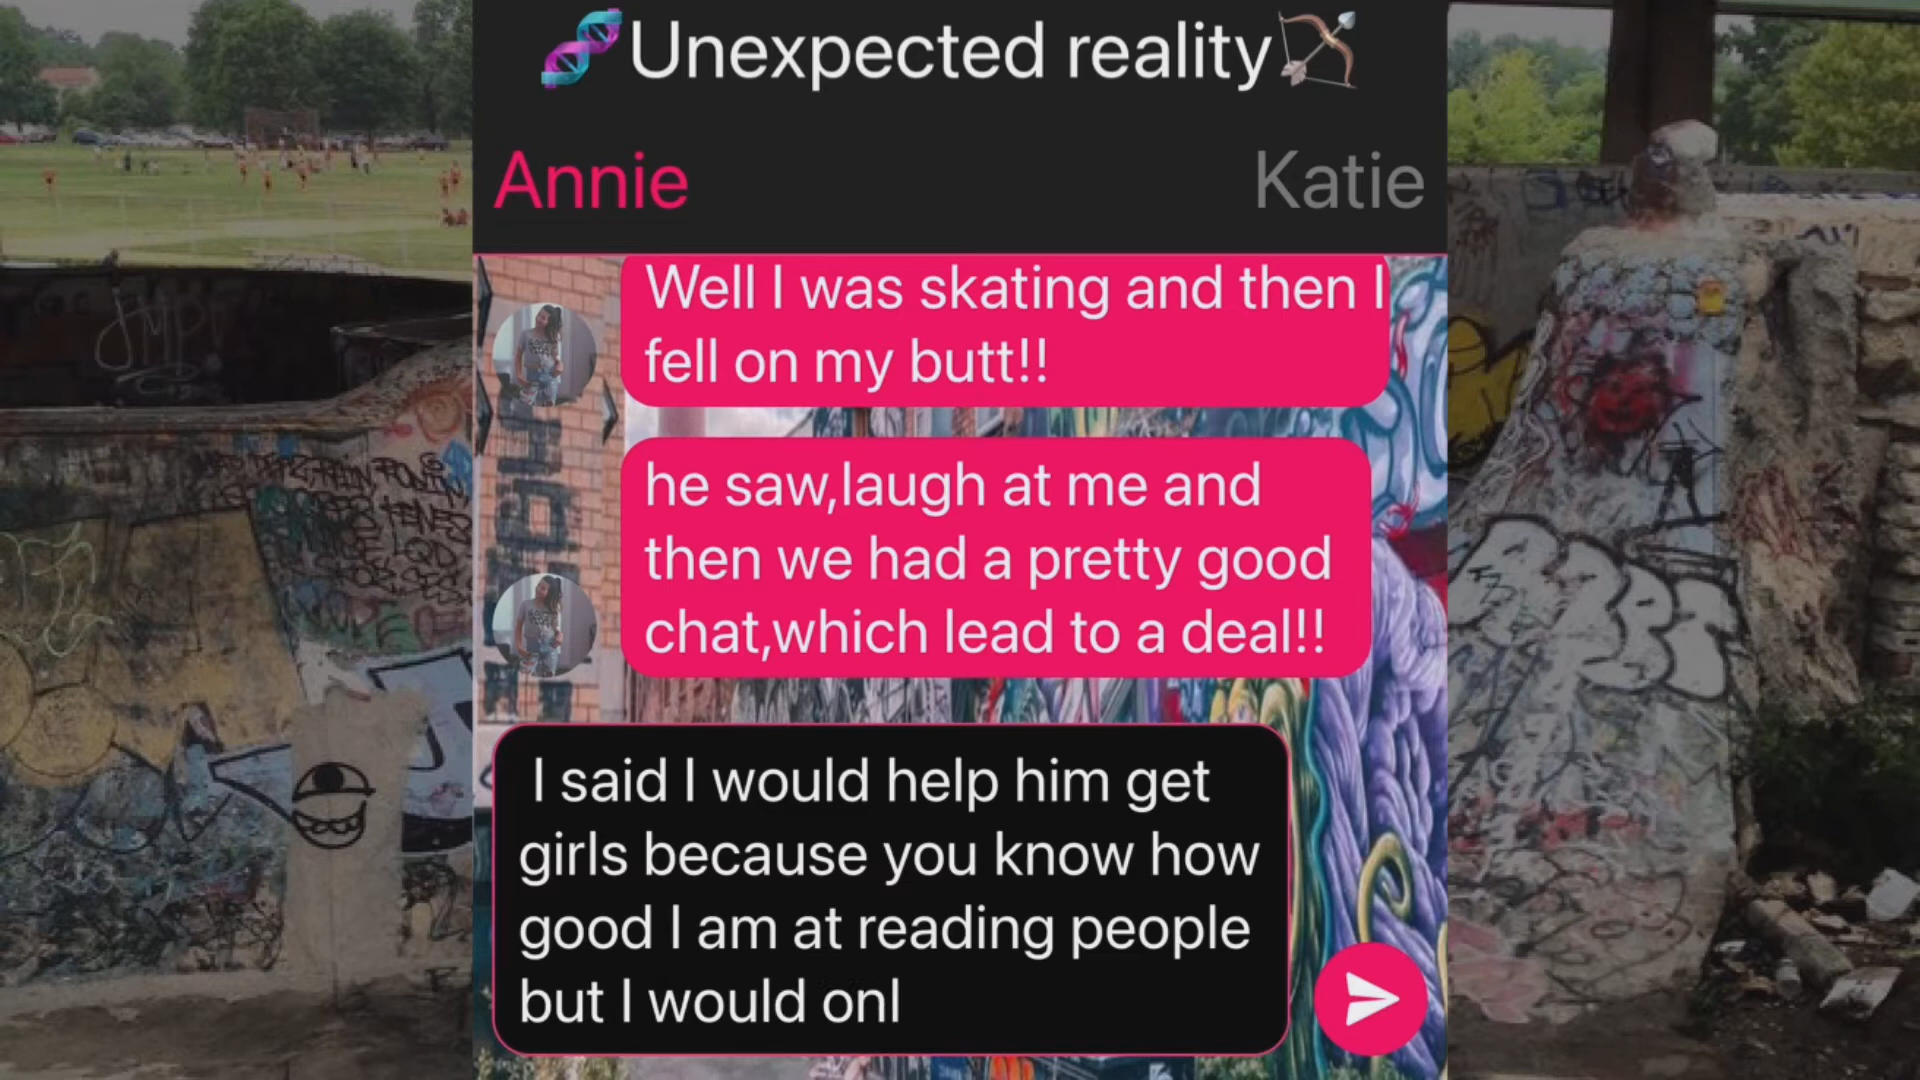 🧬Unexpected reality🏹
Annie
Katie
Well I was skating and then I
fell on my butt!!
he saw,laugh at me and
then we had a pretty good
chat,which lead to a deal!!
I said I would help him get
girls because you know how
good I am at reading people
but I would onl